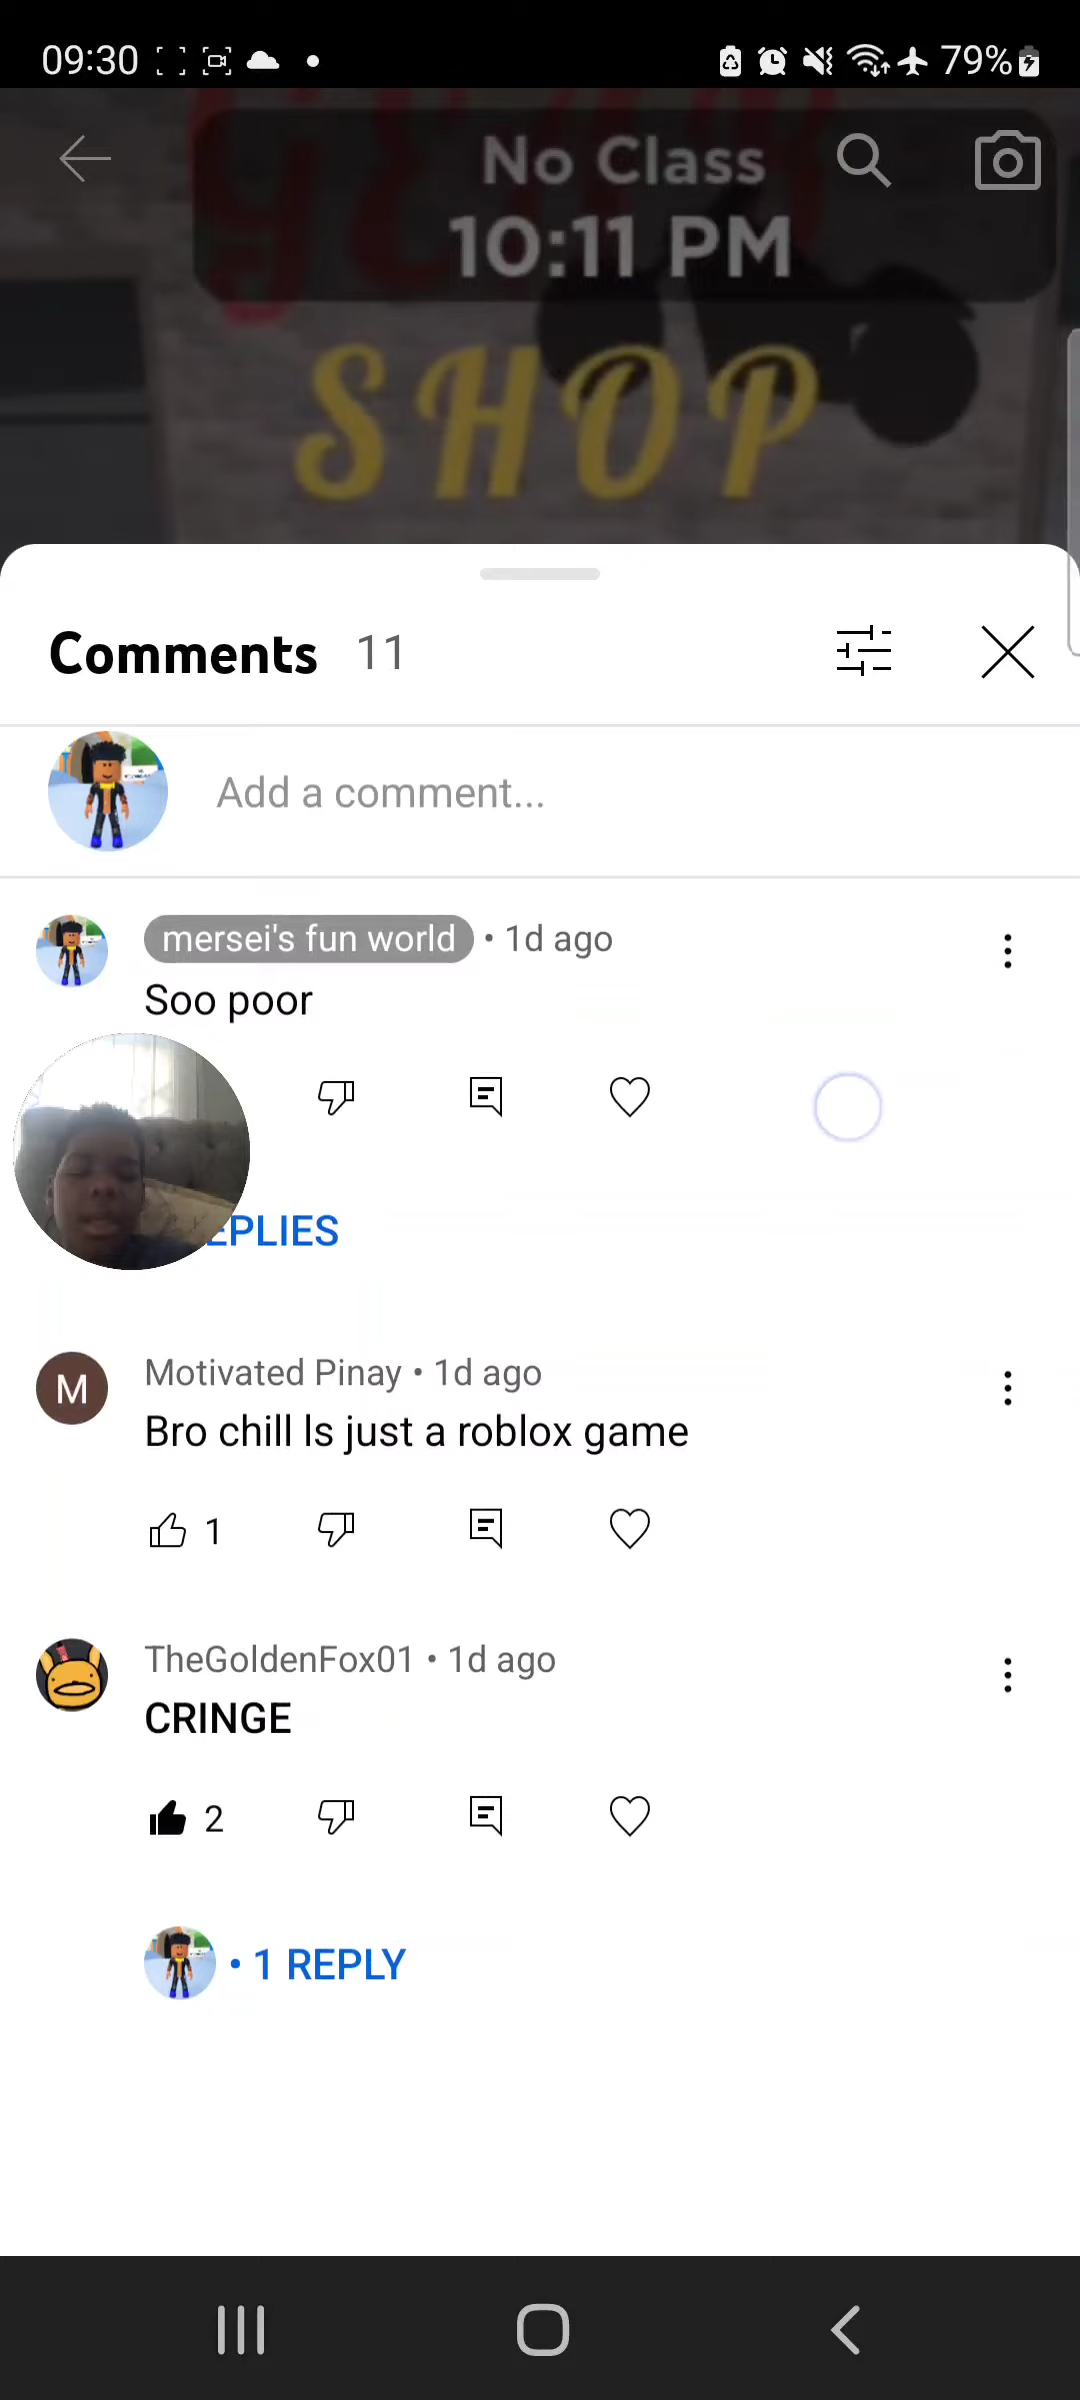 09:30 79%
No Class
10:11 PM
SHOP
Comments 11
Add a comment...
mersei's fun world • 1d ago
Soo poor
EPLIES
M Motivated Pinay • 1d ago
Bro chill ls just a roblox game
1
TheGoldenFox01 • 1d ago
CRINGE
2
• 1 REPLY